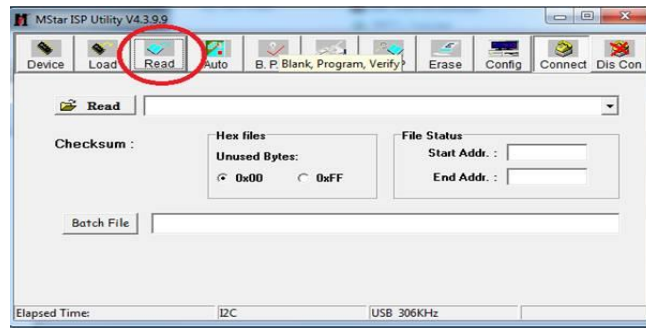 MStar ISP Utility V4.3.9.9
Device Load Read Auto B. P. Blank, Program, Verify ? Erase Config Connect Dis Con
Read
Checksum :
Hex files
Unused Bytes:
0x00 0xFF
File Status
Start Addr. :
End Addr. :
Batch File
Elapsed Time: I2C USB 306KHz